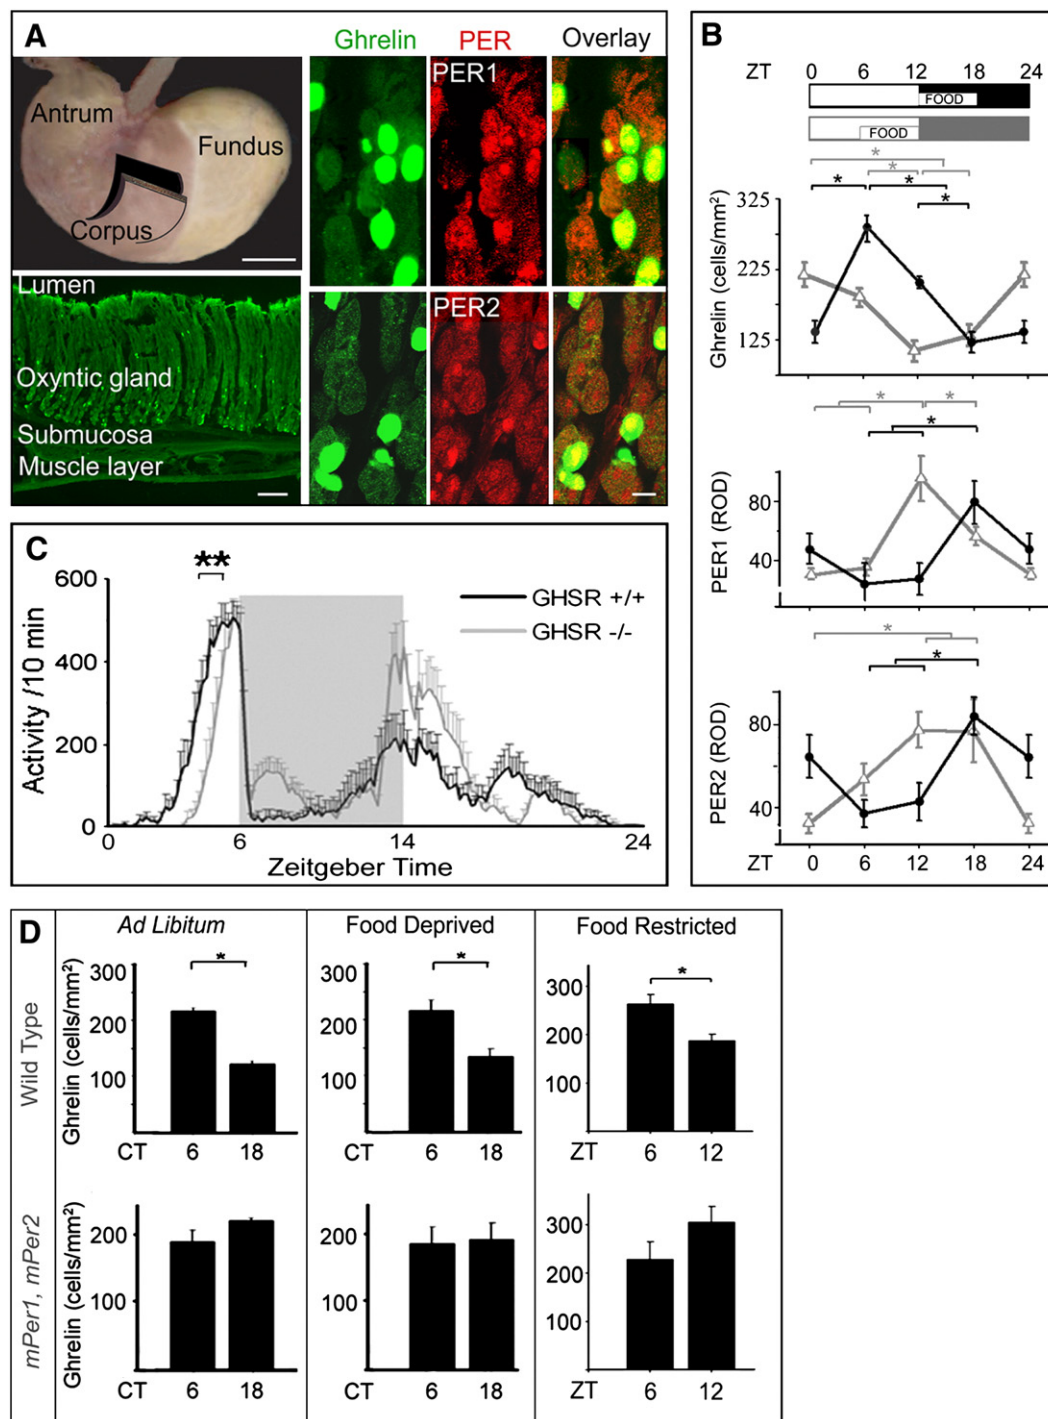 A
Ghrelin PER Overlay
PER1
Antrum
Fundus
Corpus
PER2
Lumen
Oxyntic gland
Submucosa
Muscle layer
B
ZT 0 6 12 18 24
FOOD
FOOD
*
*
* *
*
Ghrelin (cells/mm²)
325
225
125
* *
*
PER1 (ROD)
80
40
*
*
PER2 (ROD)
80
40
ZT 0 6 12 18 24
C
**
Activity /10 min
600
400
200
0
GHSR +/+
GHSR -/-
0 6 14 24
Zeitgeber Time
D
Ad Libitum Food Deprived Food Restricted
Wild Type
Ghrelin (cells/mm²)
300
200
100
*
CT 6 18
300
200
100
*
CT 6 18
300
200
100
*
ZT 6 12
mPer1, mPer2
Ghrelin (cells/mm²)
200
100
CT 6 18
200
100
CT 6 18
300
200
100
ZT 6 12